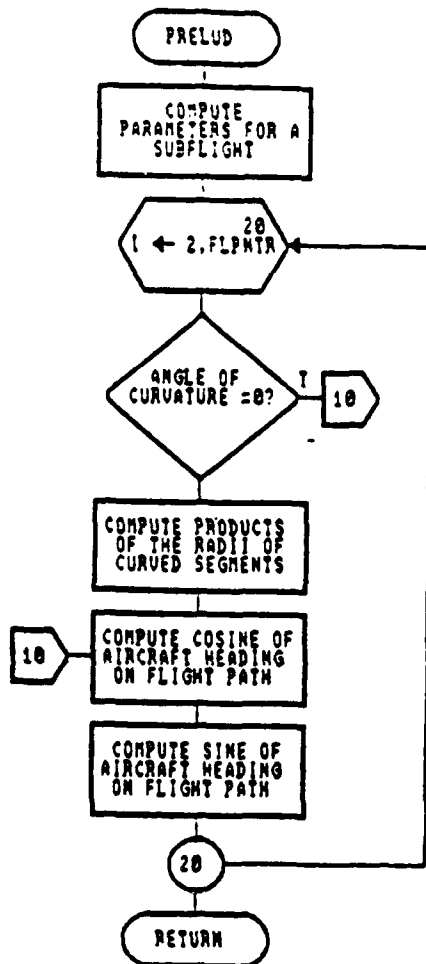 PRELUD
COMPUTE
PARAMETERS FOR A
SUBFLIGHT
20
I ← 2,FLPNTR
ANGLE OF
CURVATURE =0?
T
10
COMPUTE PRODUCTS
OF THE RADII OF
CURVED SEGMENTS
10
COMPUTE COSINE OF
AIRCRAFT HEADING
ON FLIGHT PATH
COMPUTE SINE OF
AIRCRAFT HEADING
ON FLIGHT PATH
20
RETURN